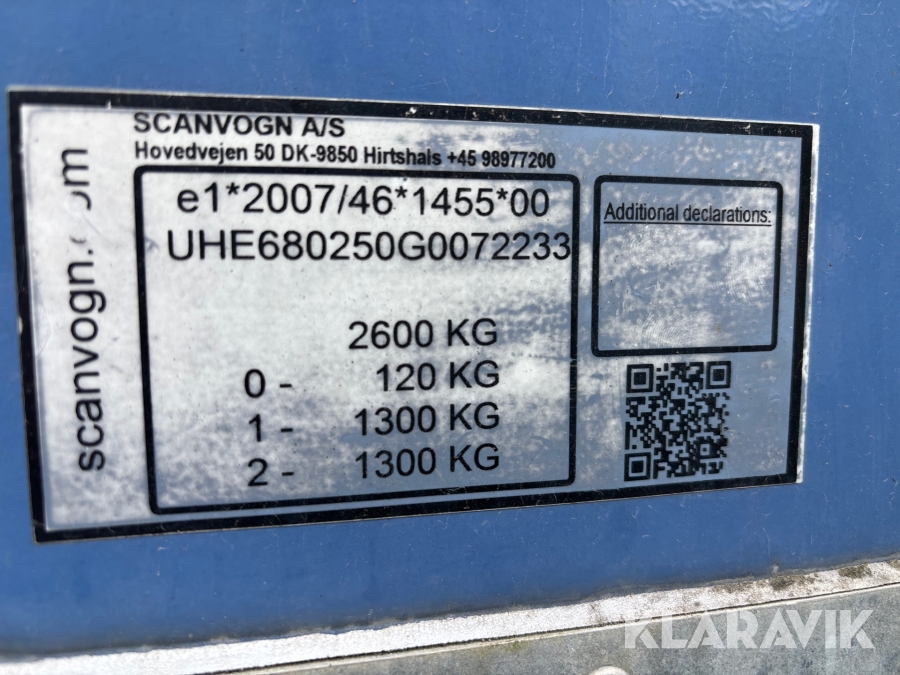 SCANVOGN A/S
Hovedvejen 50 DK-9850 Hirtshals +45 98977200
e1*2007/46*1455*00
UHE680250G0072233
2600 KG
0 - 120 KG
1 - 1300 KG
2 - 1300 KG
Additional declarations:
KLARAVIK